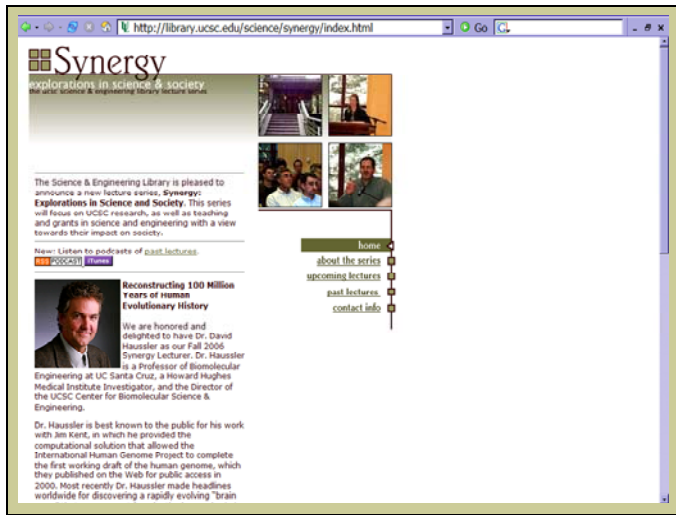 http://library.ucsc.edu/science/synergy/index.html
Go
G
Synergy
explorations in science & society
the ucsc science & engineering library lecture series
The Science & Engineering Library is pleased to
announce a new lecture series, Synergy:
Explorations in Science and Society. This series
will focus on UCSC research, as well as teaching
and grants in science and engineering with a view
towards their impact on society.
New: Listen to podcasts of past lectures.
RSS PODCAST iTunes
Reconstructing 100 Million
Years of Human
Evolutionary History
We are honored and
delighted to have Dr. David
Haussler as our Fall 2006
Synergy Lecturer. Dr. Haussler
is a Professor of Biomolecular
Engineering at UC Santa Cruz, a Howard Hughes
Medical Institute Investigator, and the Director of
the UCSC Center for Biomolecular Science &
Engineering.
Dr. Haussler is best known to the public for his work
with Jim Kent, in which he provided the
computational solution that allowed the
International Human Genome Project to complete
the first working draft of the human genome, which
they published on the Web for public access in
2000. Most recently Dr. Haussler made headlines
worldwide for discovering a rapidly evolving "brain
home
about the series
upcoming lectures
past lectures
contact info